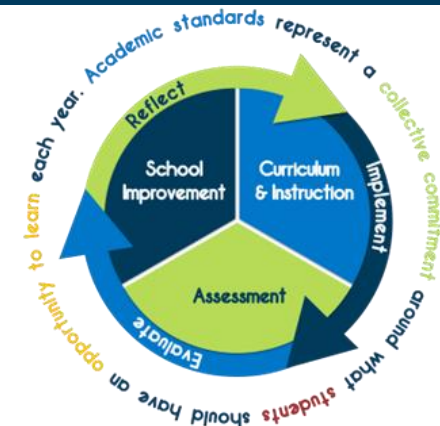 Academic standards represent a collective commitment around what students should have an opportunity to learn each year.
Reflect
Implement
Evaluate
School
Improvement
Curriculum
& Instruction
Assessment